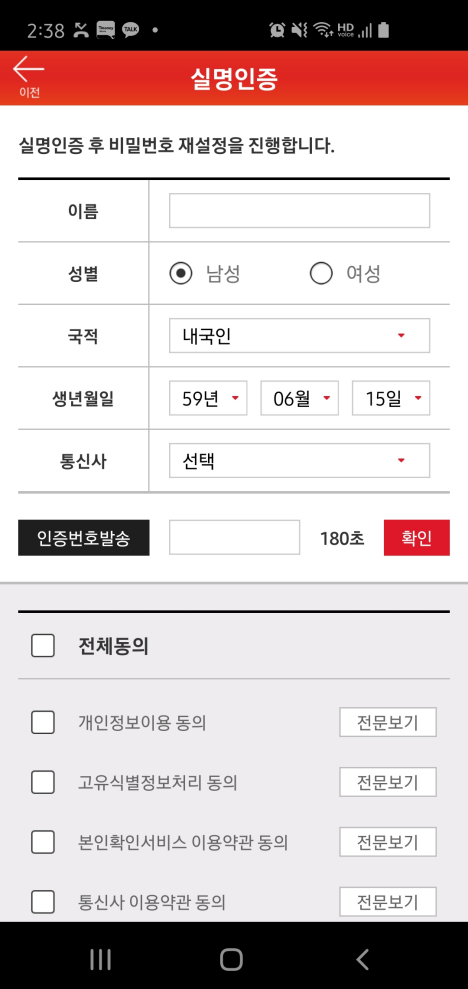 2:38
TALK
HD
voice
이전
실명인증
실명인증 후 비밀번호 재설정을 진행합니다.
이름
성별 남성 여성
국적 내국인
생년월일 59년 06월 15일
통신사 선택
인증번호발송 180초 확인
전체동의
개인정보이용 동의 전문보기
고유식별정보처리 동의 전문보기
본인확인서비스 이용약관 동의 전문보기
통신사 이용약관 동의 전문보기